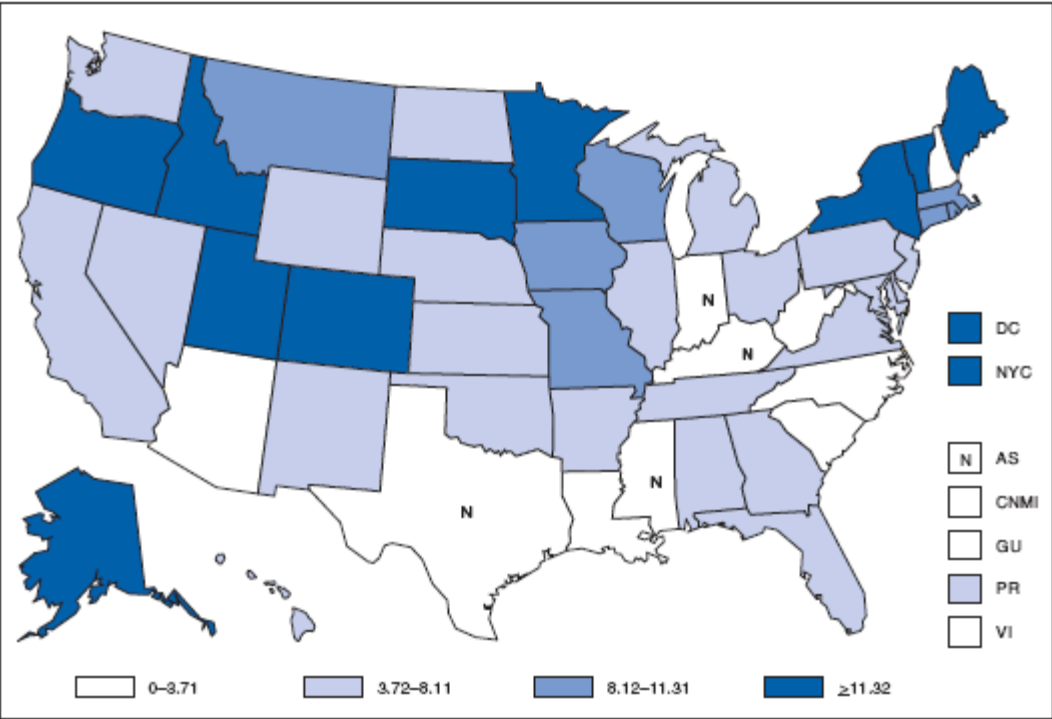 DC
NYC
N
N
N AS
CNMI
N
N
GU
PR
VI
0–3.71
3.72–8.11
8.12–11.31
≥11.32